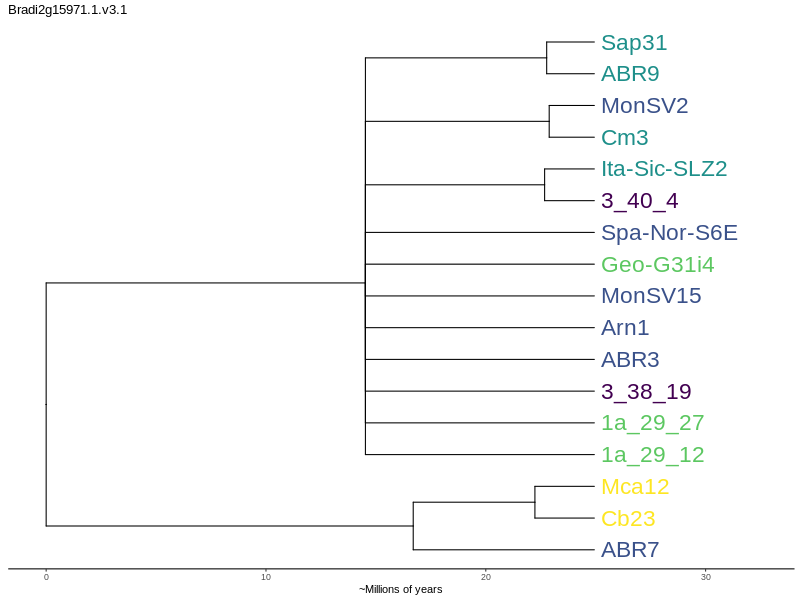 Bradi2g15971.1.v3.1
Sap31
ABR9
MonSV2
Cm3
Ita-Sic-SLZ2
3_40_4
Spa-Nor-S6E
Geo-G31i4
MonSV15
Arn1
ABR3
3_38_19
1a_29_27
1a_29_12
Mca12
Cb23
ABR7
0 10 20 30
~Millions of years